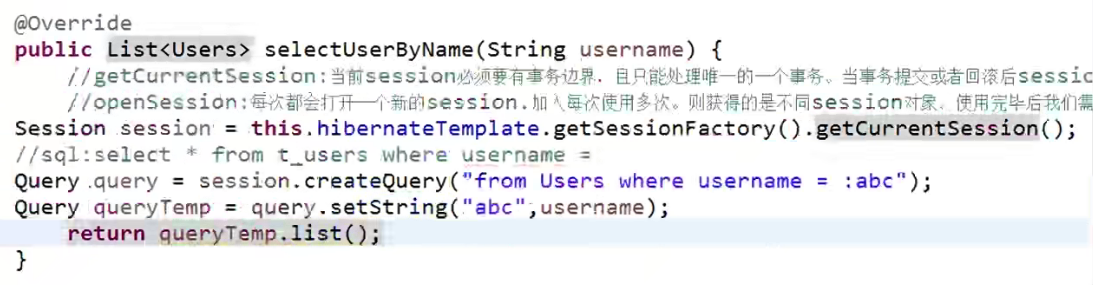 @Override
public List<Users> selectUserByName(String username) {
//getCurrentSession:当前session必须要有事务边界,且只能处理唯一的一个事务。当事务提交或者回滚后sessic
//openSession:每次都会打开一个新的session.加入每次使用多次。则获得的是不同session对象，使用完毕后我们需
Session session = this.hibernateTemplate.getSessionFactory().getCurrentSession();
//sql:select * from t_users where username =
Query query = session.createQuery("from Users where username = :abc");
Query queryTemp = query.setString("abc",username);
return queryTemp.list();
}